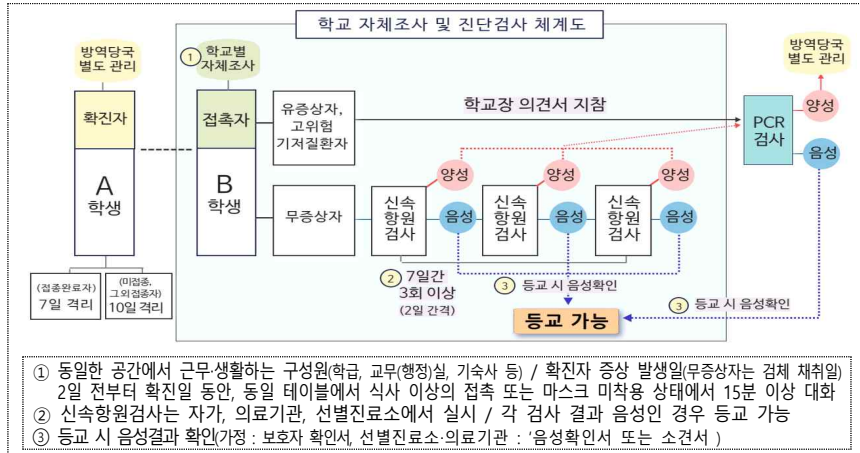 학교 자체조사 및 진단검사 체계도
방역당국
별도 관리
① 학교별
자체조사
방역당국
별도 관리
확진자
접촉자
유증상자,
고위험
기저질환자
학교장 의견서 지참
PCR
검사
양성
음성
A
학생
B
학생
무증상자
신속
항원
검사
양성
음성
신속
항원
검사
양성
음성
신속
항원
검사
양성
음성
(접종완료자)
7일 격리
(미접종,
그외접종자)
10일 격리
② 7일간
3회 이상
(2일 간격)
③ 등교 시 음성확인
③ 등교 시 음성확인
등교 가능
① 동일한 공간에서 근무·생활하는 구성원(학급, 교무(행정)실, 기숙사 등) / 확진자 증상 발생일(무증상자는 검체 채취일)
2일 전부터 확진일 동안, 동일 테이블에서 식사 이상의 접촉 또는 마스크 미착용 상태에서 15분 이상 대화
② 신속항원검사는 자가, 의료기관, 선별진료소에서 실시 / 각 검사 결과 음성인 경우 등교 가능
③ 등교 시 음성결과 확인(가정 : 보호자 확인서, 선별진료소·의료기관 : ‘음성확인서 또는 소견서 )